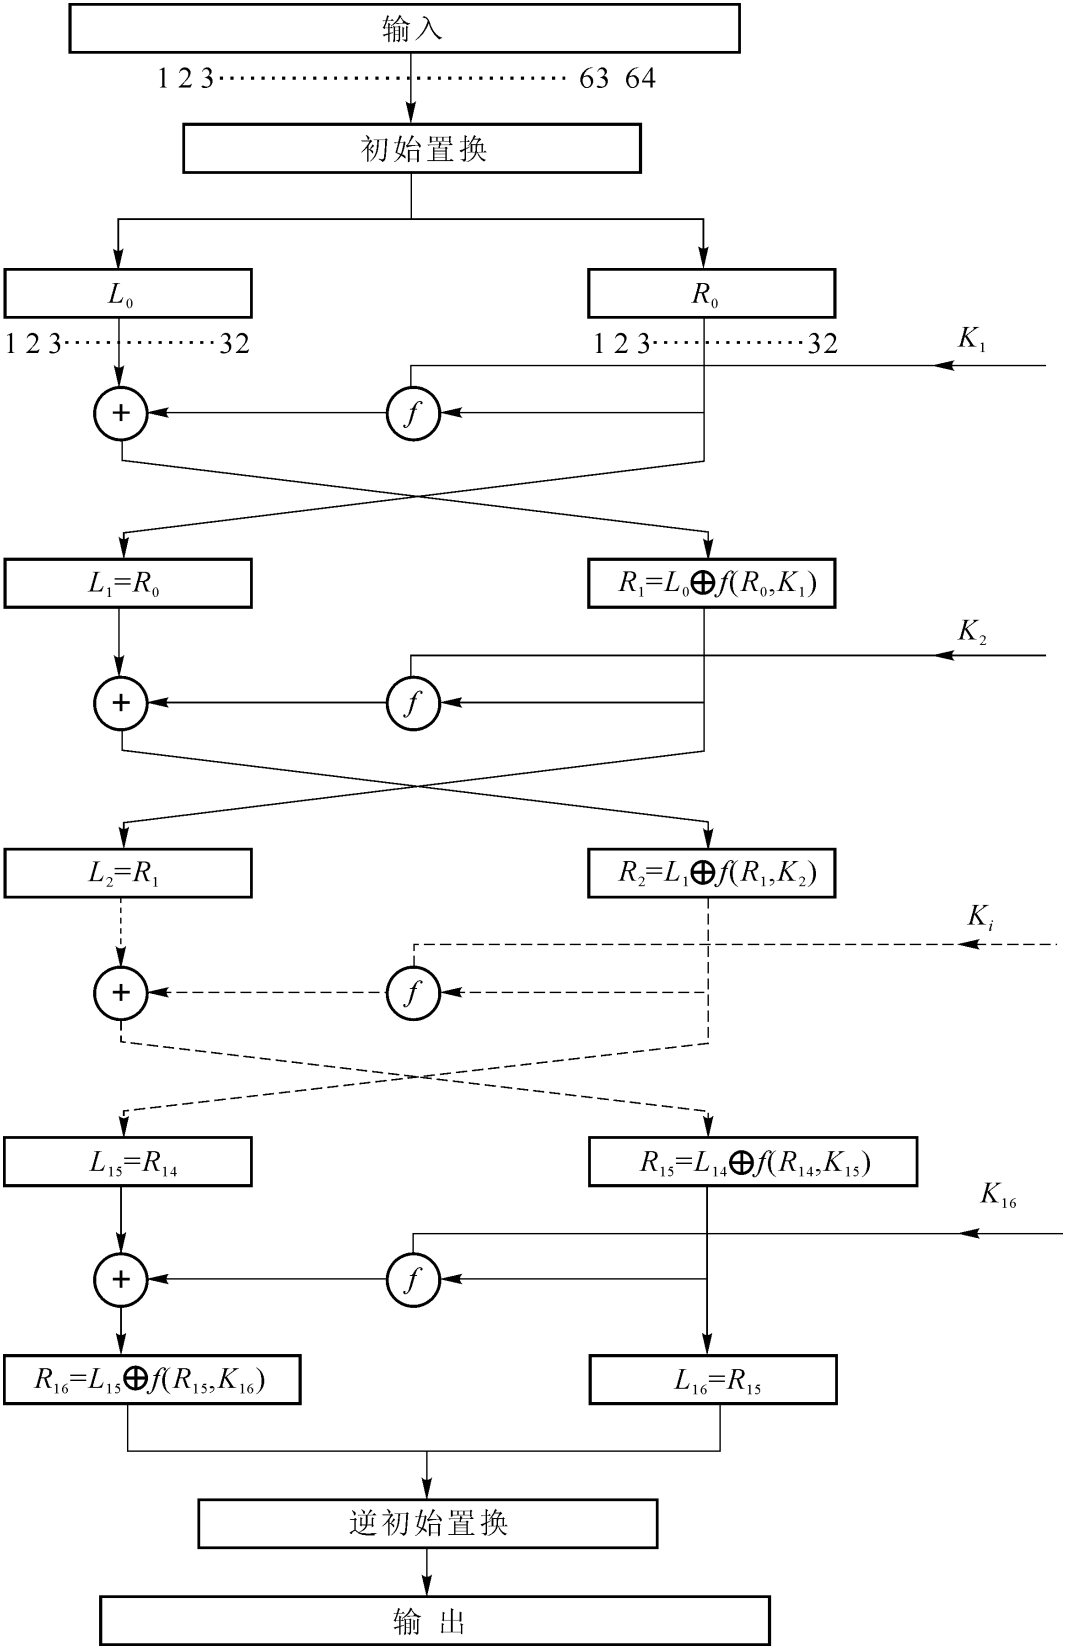 输入
1 2 3·································· 63 64
初始置换
L₀ R₀
1 2 3··············32 1 2 3··············32
K₁
+ f
L₁=R₀ R₁=L₀⊕f(R₀,K₁)
K₂
+ f
L₂=R₁ R₂=L₁⊕f(R₁,K₂)
Kᵢ
+ f
L₁₅=R₁₄ R₁₅=L₁₄⊕f(R₁₄,K₁₅)
K₁₆
+ f
R₁₆=L₁₅⊕f(R₁₅,K₁₆) L₁₆=R₁₅
逆初始置换
输 出